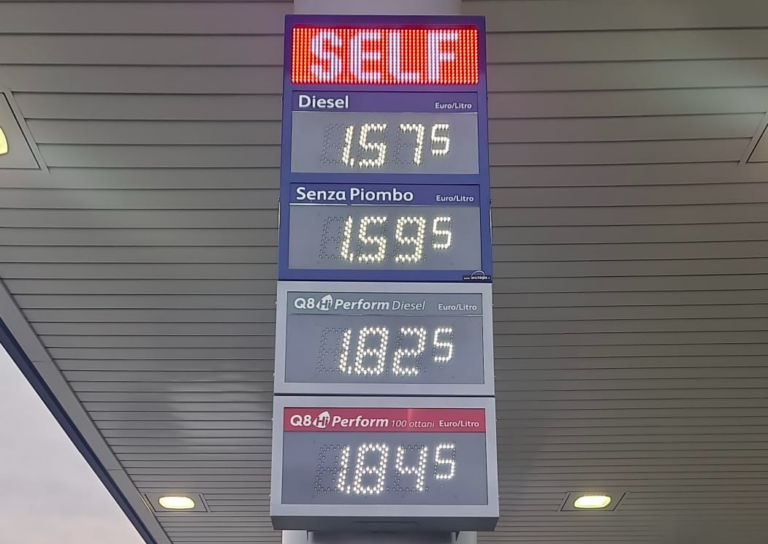 SELF
Diesel Euro/Litro
1.575
Senza Piombo Euro/Litro
1.595
Q8 Hi Perform Diesel Euro/Litro
1.825
Q8 Hi Perform 100 ottani Euro/Litro
1.845